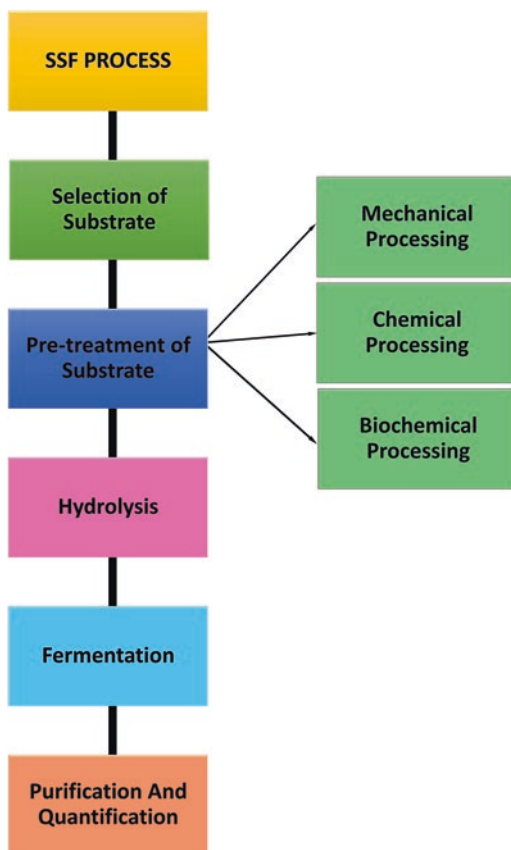 SSF PROCESS
Selection of
Substrate
Pre-treatment of
Substrate
Mechanical
Processing
Chemical
Processing
Biochemical
Processing
Hydrolysis
Fermentation
Purification And
Quantification